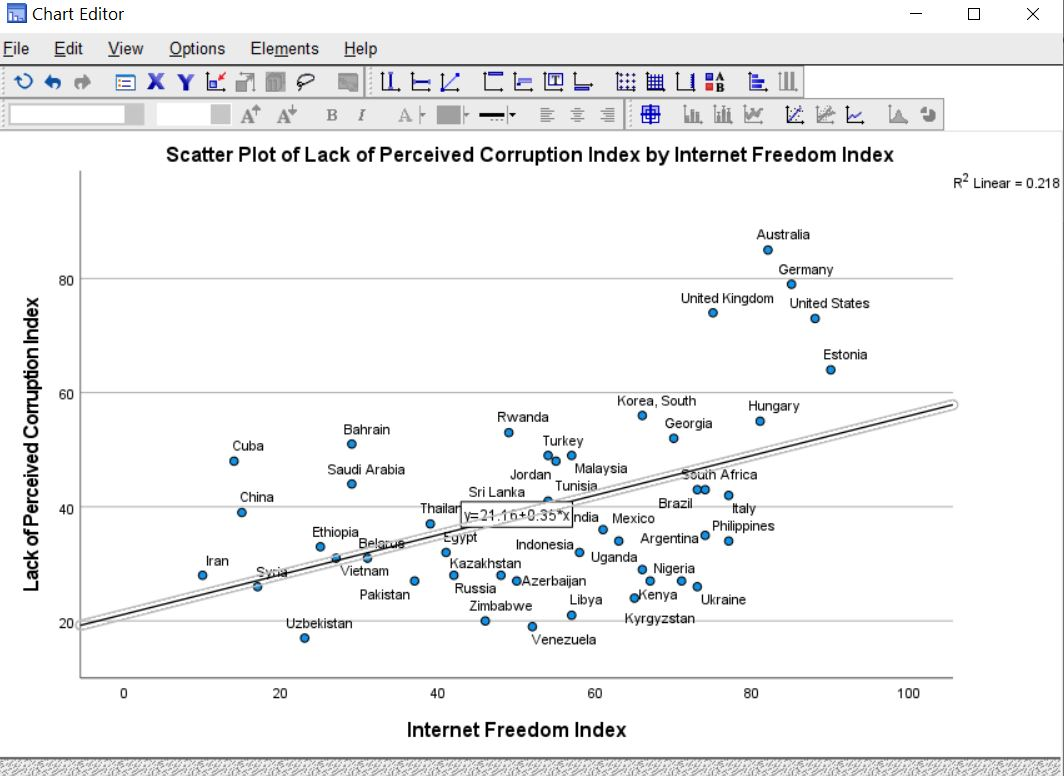 Chart Editor
File Edit View Options Elements Help
X Y T A B
A A B I A
Scatter Plot of Lack of Perceived Corruption Index by Internet Freedom Index
R² Linear = 0.218
Australia
80
Germany
United Kingdom
United States
Estonia
60
Korea, South
Hungary
Rwanda
Georgia
Bahrain
Turkey
Cuba
Saudi Arabia
Jordan
Malaysia
South Africa
Tunisia
China
Sri Lanka
Brazil
Italy
40
Thailan
y=21.16+0.35*x
ndia
Mexico
Philippines
Ethiopia
Belarus
Egypt
Indonesia
Argentina
Iran
Syria
Vietnam
Kazakhstan
Uganda
Nigeria
Pakistan
Russia
Azerbaijan
Kenya
Ukraine
Zimbabwe
Libya
20
Uzbekistan
Kyrgyzstan
Venezuela
Lack of Perceived Corruption Index
0 20 40 60 80 100
Internet Freedom Index